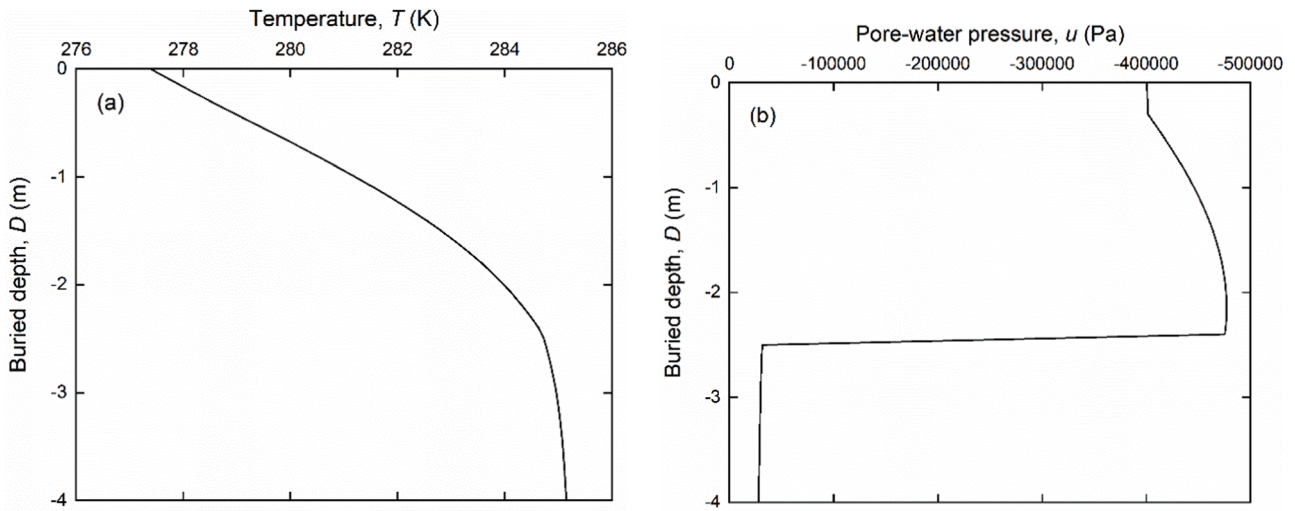 Temperature, T (K)
276 278 280 282 284 286
0
-1
-2
-3
-4
Buried depth, D (m)
(a)
Pore-water pressure, u (Pa)
0 -100000 -200000 -300000 -400000 -500000
0
-1
-2
-3
-4
Buried depth, D (m)
(b)